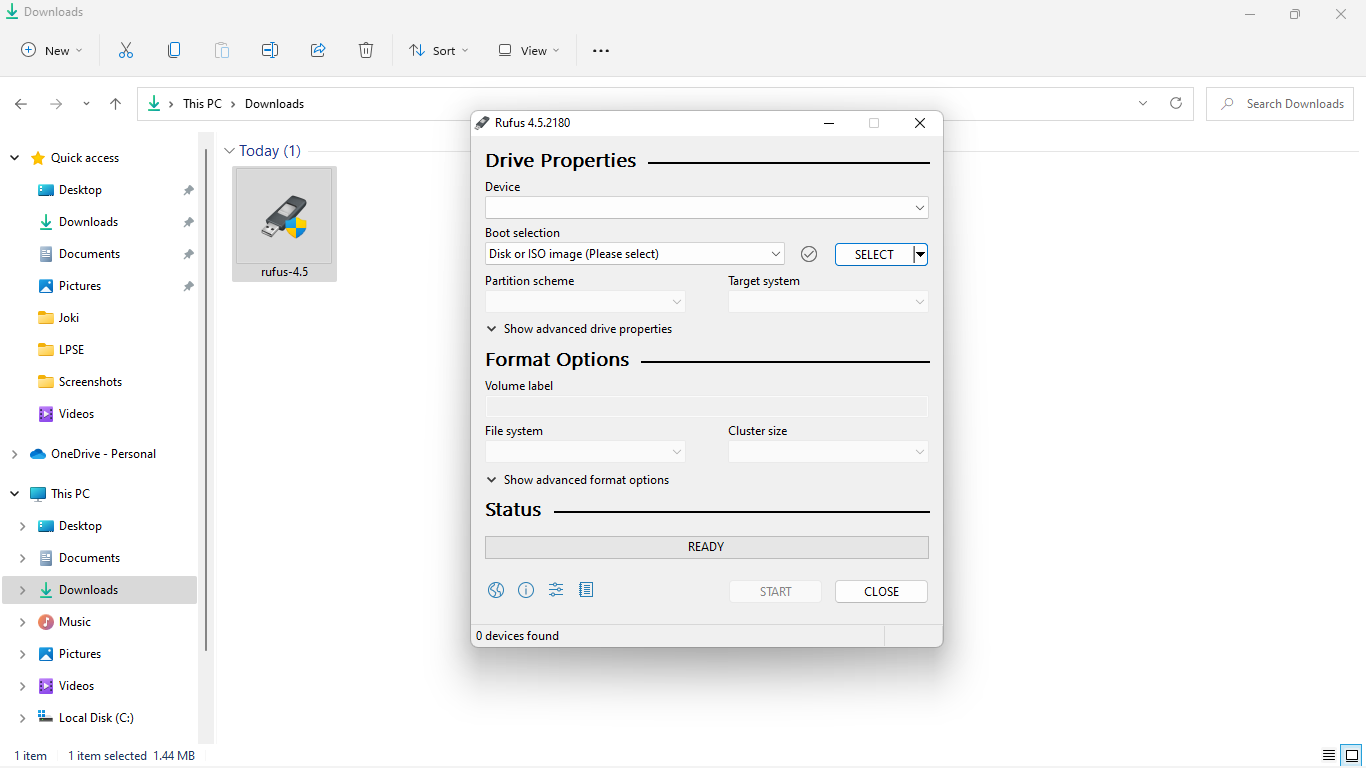 Downloads
New
Sort
View
This PC
Downloads
Search Downloads
Quick access
Desktop
Downloads
Documents
Pictures
Joki
LPSE
Screenshots
Videos
OneDrive - Personal
This PC
Desktop
Documents
Downloads
Music
Pictures
Videos
Local Disk (C:)
Today (1)
rufus-4.5
Rufus 4.5.2180
Drive Properties
Device
Boot selection
Disk or ISO image (Please select)
SELECT
Partition scheme
Target system
Show advanced drive properties
Format Options
Volume label
File system
Cluster size
Show advanced format options
Status
READY
START
CLOSE
0 devices found
1 item
1 item selected 1.44 MB